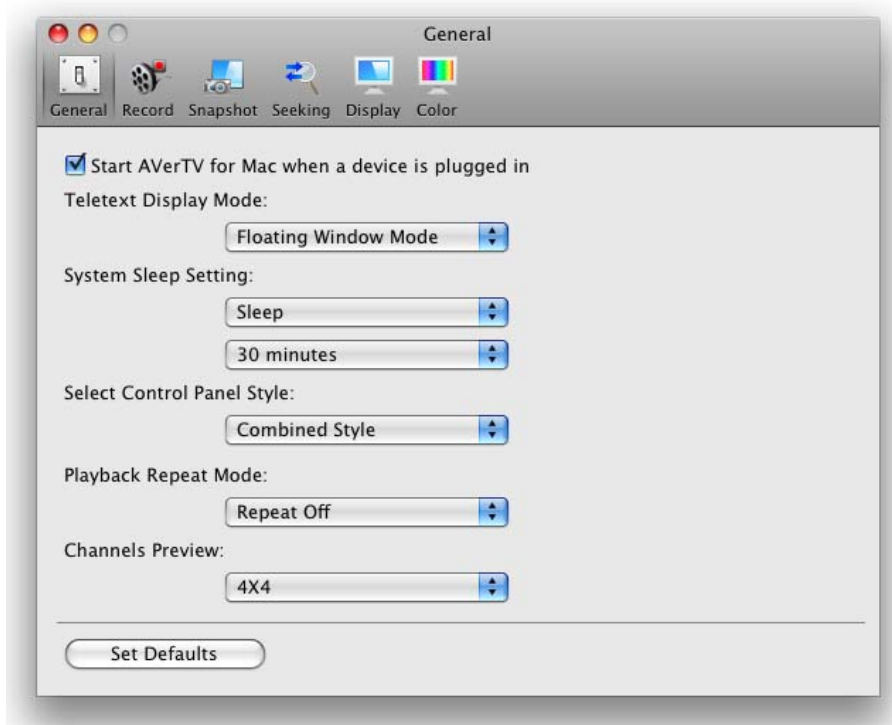 General
General Record Snapshot Seeking Display Color
Start AVerTV for Mac when a device is plugged in
Teletext Display Mode:
Floating Window Mode
System Sleep Setting:
Sleep
30 minutes
Select Control Panel Style:
Combined Style
Playback Repeat Mode:
Repeat Off
Channels Preview:
4X4
Set Defaults